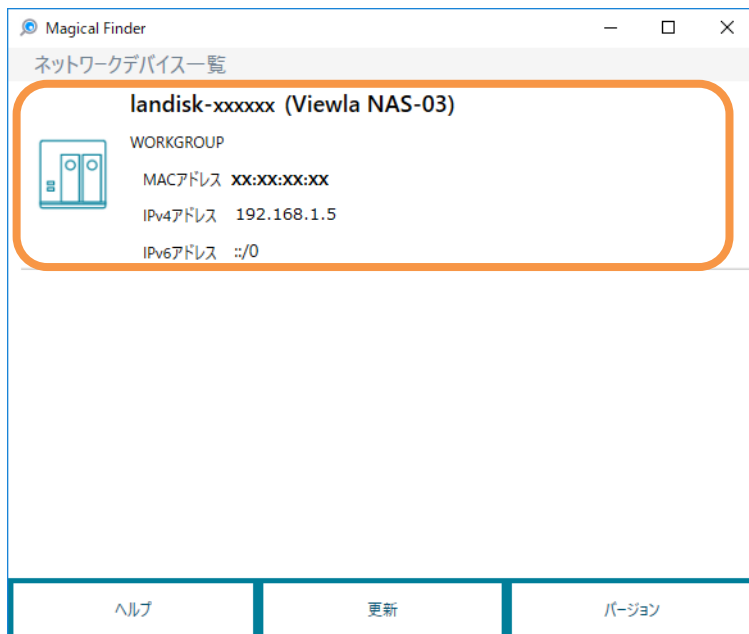 Magical Finder
ネットワークデバイス一覧
landisk-xxxxxx (Viewla NAS-03)
WORKGROUP
MACアドレス xx:xx:xx:xx
IPv4アドレス 192.168.1.5
IPv6アドレス ::/0
ヘルプ 更新 バージョン